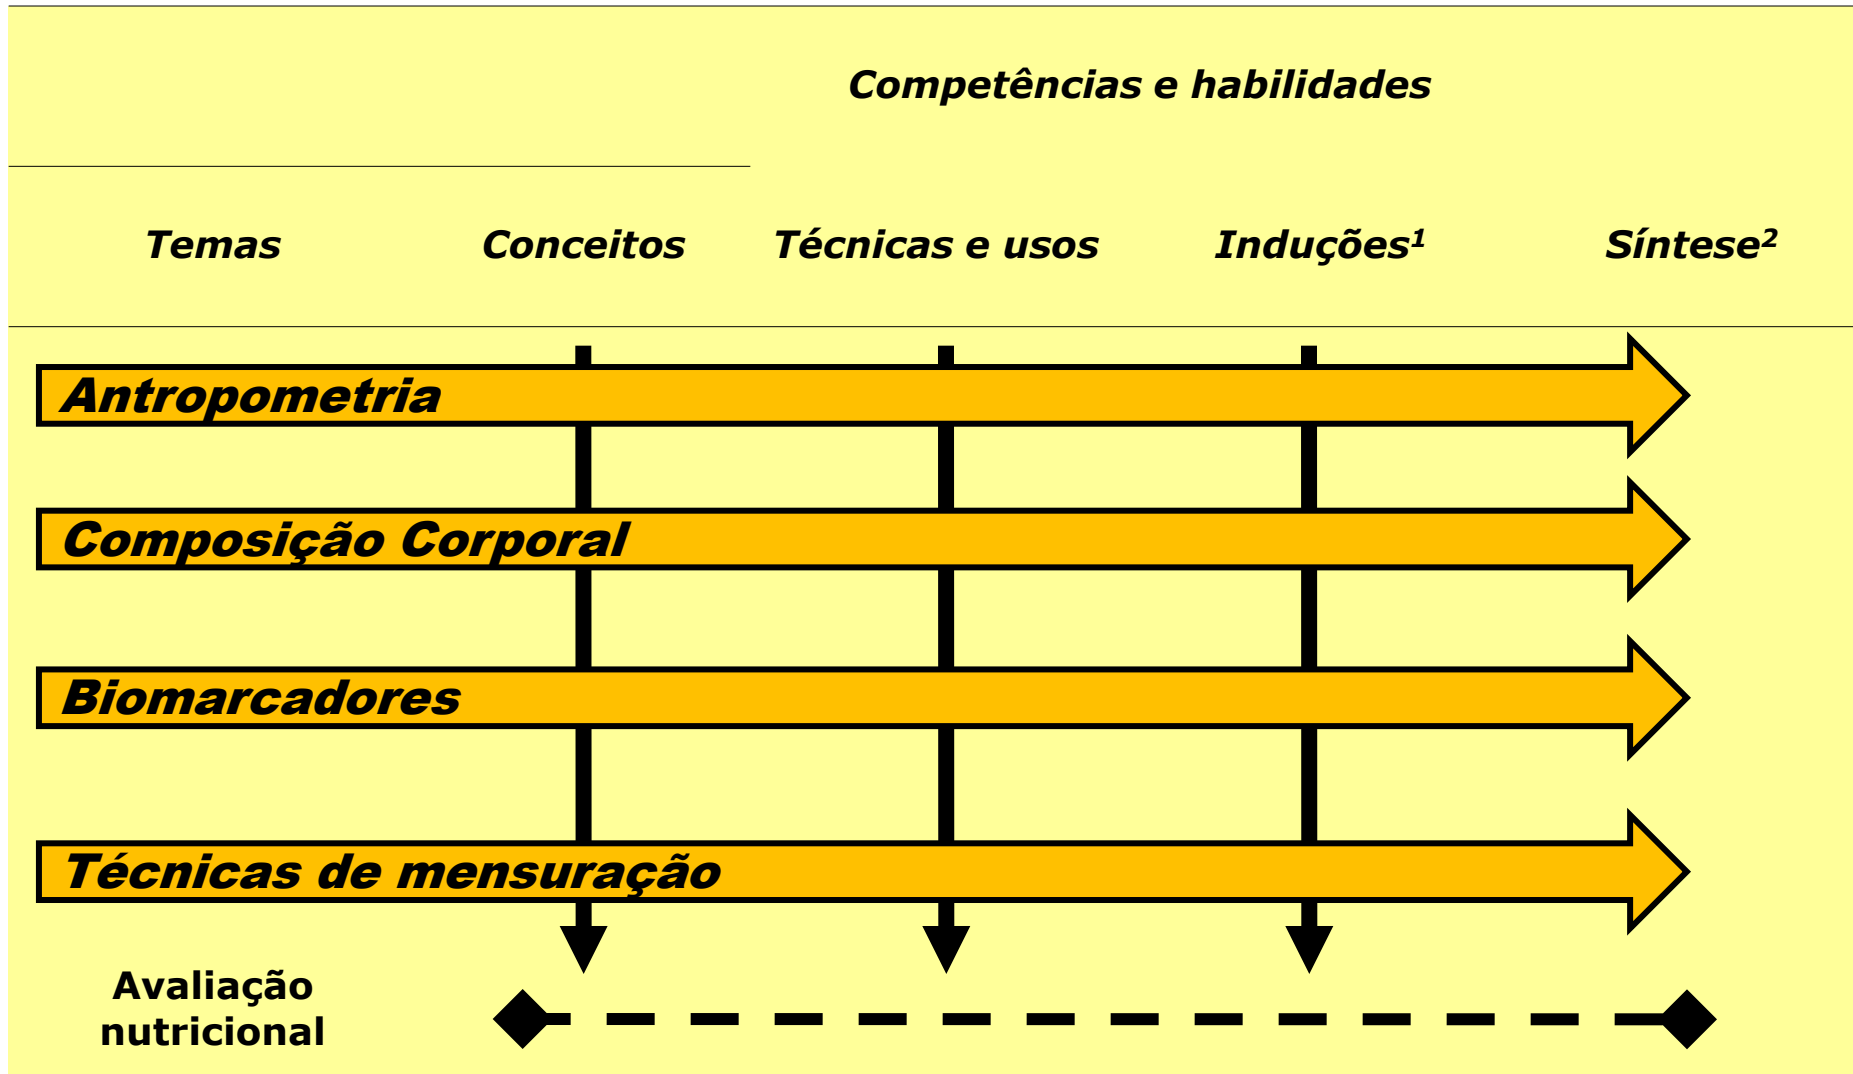 Competências e habilidades
Temas Conceitos Técnicas e usos Induções¹ Síntese²
Antropometria
Composição Corporal
Biomarcadores
Técnicas de mensuração
Avaliação
nutricional